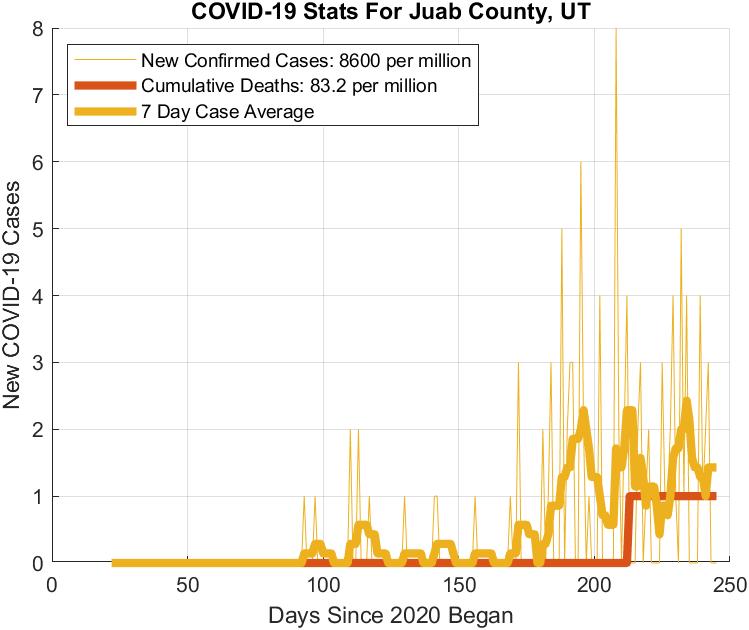 COVID-19 Stats For Juab County, UT
New Confirmed Cases: 8600 per million
Cumulative Deaths: 83.2 per million
7 Day Case Average
New COVID-19 Cases
8
7
6
5
4
3
2
1
0
0 50 100 150 200 250
Days Since 2020 Began